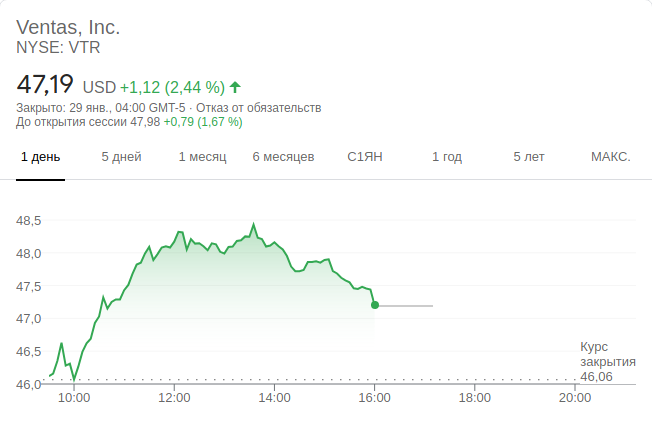 Ventas, Inc.
NYSE: VTR
47,19 USD +1,12 (2,44 %)
Закрыто: 29 янв., 04:00 GMT-5 · Отказ от обязательств
До открытия сессии 47,98 +0,79 (1,67 %)
1 день 5 дней 1 месяц 6 месяцев С1ЯН 1 год 5 лет МАКС.
48,5
48,0
47,5
47,0
46,5
46,0
Курс
закрытия
46,06
10:00 12:00 14:00 16:00 18:00 20:00